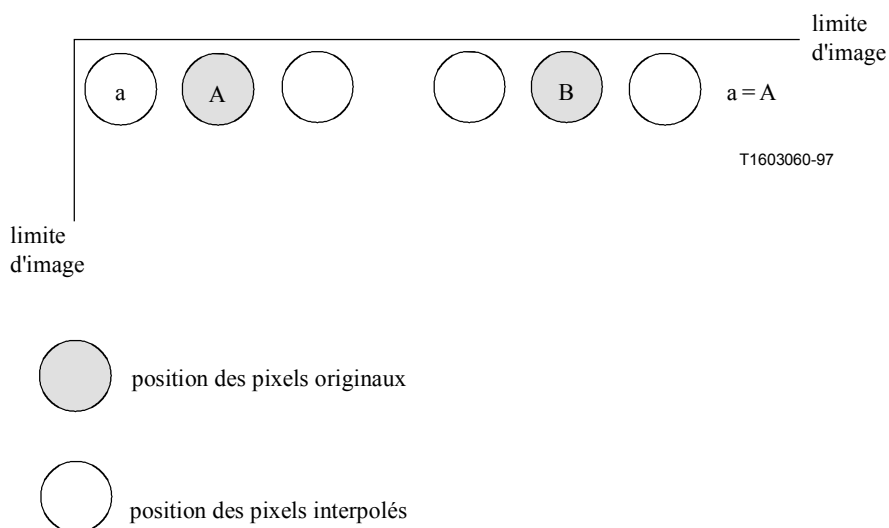 limite
d'image
a
A
B
a = A
T1603060-97
limite
d'image
position des pixels originaux
position des pixels interpolés